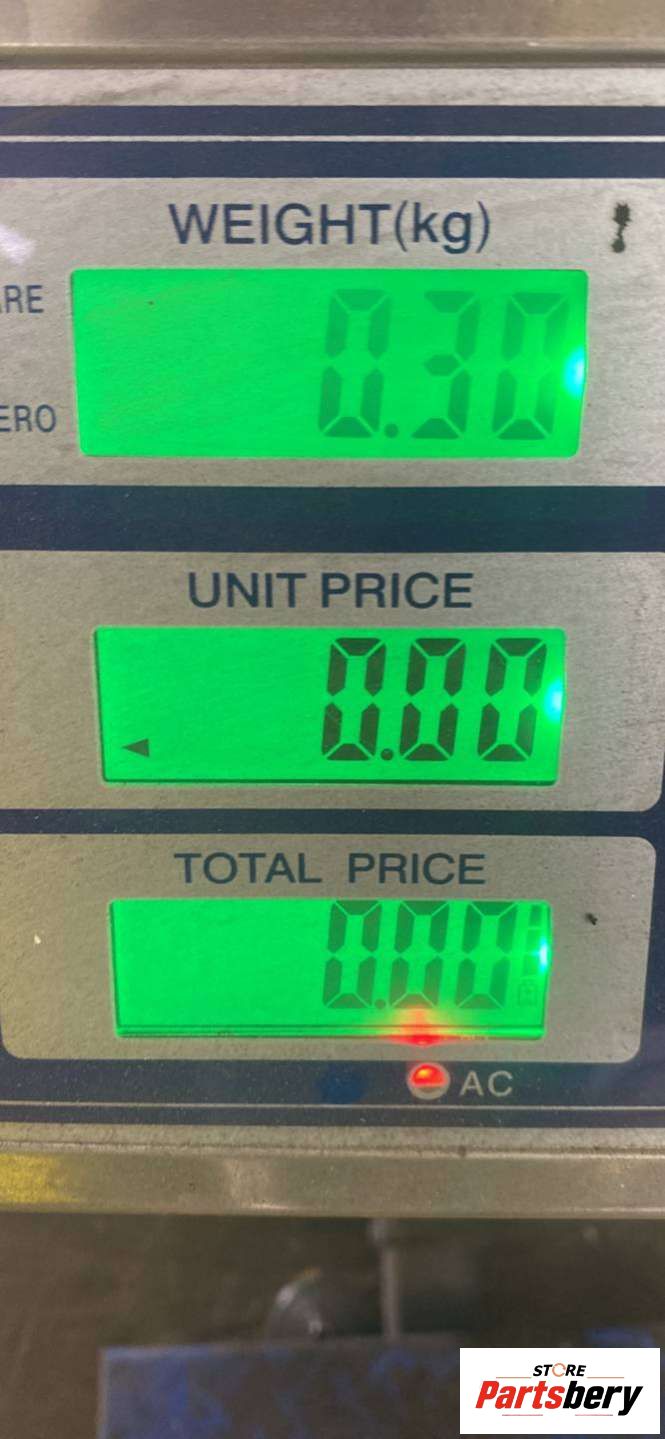 WEIGHT(kg)
ARE
0.30
ERO
UNIT PRICE
0.00
TOTAL PRICE
0.00
AC
STORE
Partsbery